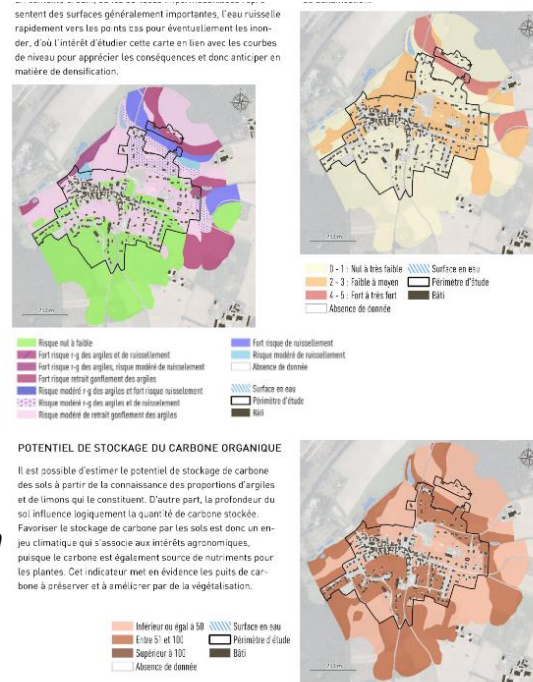 sentent des surfaces généralement importantes, l'eau ruisselle
rapidement vers les points bas pour éventuellement les inon-
der, d'où l'intérêt d'étudier cette carte en lien avec les courbes
de niveau pour apprécier les conséquences et donc anticiper en
matière de densification.
250 m
Risque nul à faible
Fort risque r-g des argiles et de ruissellement
Fort risque r-g des argiles, risque modéré de ruissellement
Fort risque retrait gonflement des argiles
Risque modéré r-g des argiles et fort risque ruissellement
Risque modéré r-g des argiles et de ruissellement
Risque modéré de retrait gonflement des argiles
Fort risque de ruissellement
Risque modéré de ruissellement
Absence de donnée
Surface en eau
Périmètre d'étude
Bâti
250 m
0 - 1 : Nul à très faible
2 - 3 : Faible à moyen
4 - 5 : Fort à très fort
Absence de donnée
Surface en eau
Périmètre d'étude
Bâti
POTENTIEL DE STOCKAGE DU CARBONE ORGANIQUE
Il est possible d'estimer le potentiel de stockage de carbone
des sols à partir de la connaissance des proportions d'argiles
et de limons qui le constituent. D'autre part, la profondeur du
sol influence logiquement la quantité de carbone stockée.
Favoriser le stockage de carbone par les sols est donc un en-
jeu climatique qui s'associe aux intérêts agronomiques,
puisque le carbone est également source de nutriments pour
les plantes. Cet indicateur met en évidence les puits de car-
bone à préserver et à améliorer par de la végétalisation.
Inférieur ou égal à 50
Entre 51 et 100
Supérieur à 100
Absence de donnée
Surface en eau
Périmètre d'étude
Bâti
250 m